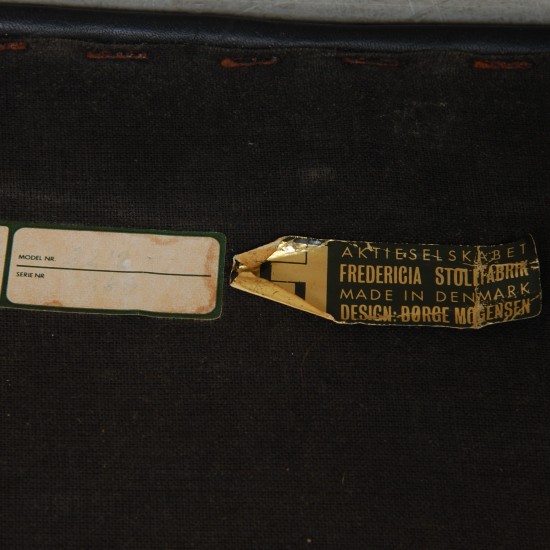 MODEL NR.
SERIE NR
AKTIESELSKABET
FREDERICIA STOLEFABRIK
MADE IN DENMARK
DESIGN: BØRGE MOGENSEN